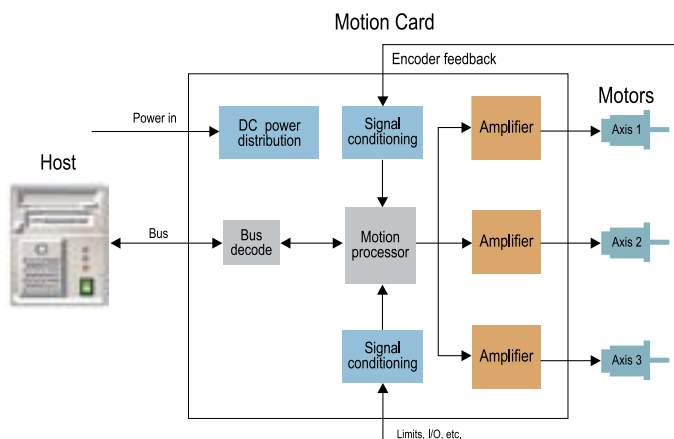 Motion Card
Encoder feedback
Motors
Power in
DC power
distribution
Signal
conditioning
Amplifier
Axis 1
Host
Bus
Bus
decode
Motion
processor
Amplifier
Axis 2
Signal
conditioning
Amplifier
Axis 3
Limits, I/O, etc,